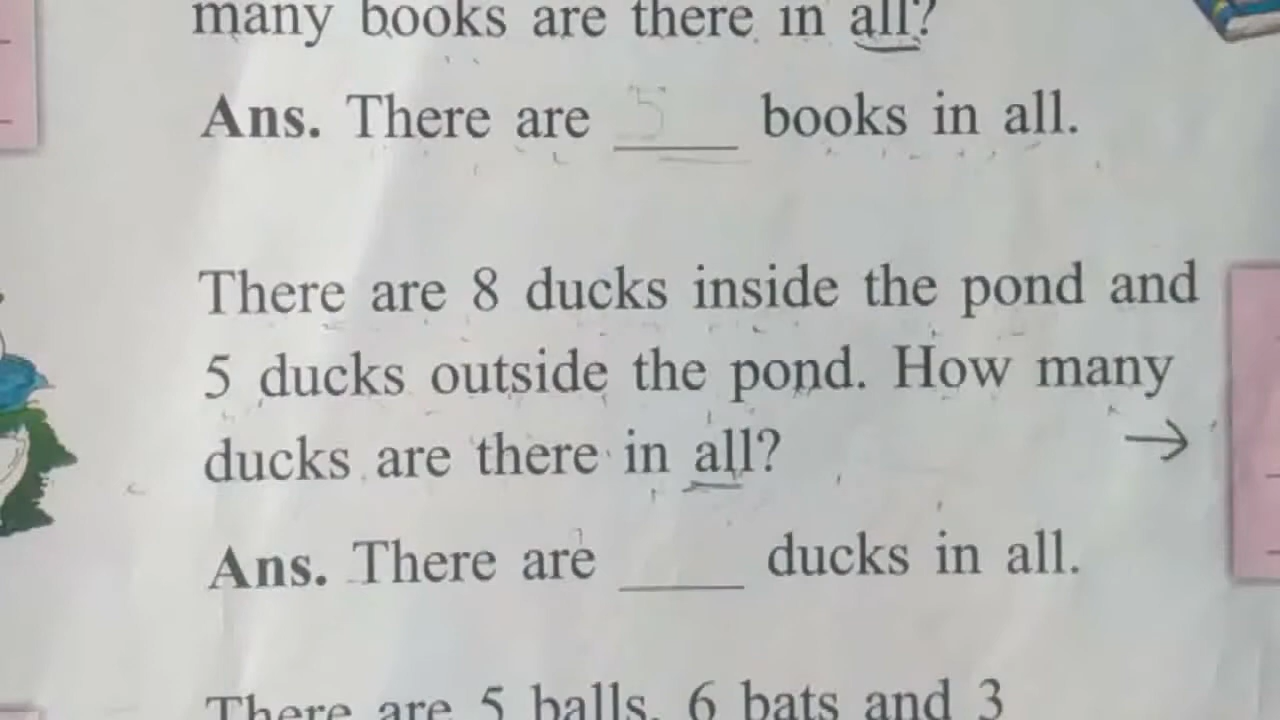 many books are there in all?
Ans. There are 5 books in all.
There are 8 ducks inside the pond and
5 ducks outside the pond. How many
ducks are there in all?
Ans. There are ____ ducks in all.
There are 5 balls, 6 bats and 3